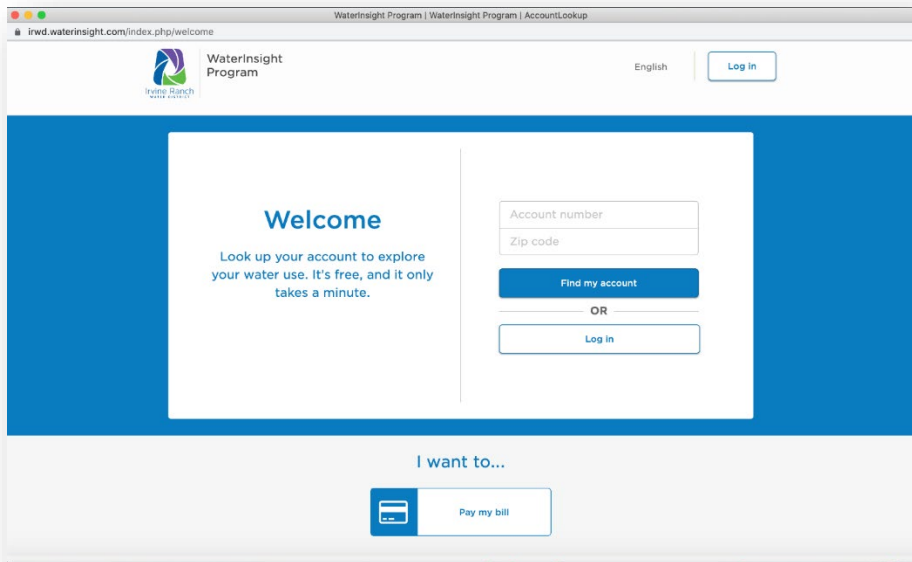 WaterInsight Program | WaterInsight Program | AccountLookup
irwd.waterinsight.com/index.php/welcome
Irvine Ranch
WATER DISTRICT
WaterInsight
Program
English
Log in
Welcome
Look up your account to explore
your water use. It's free, and it only
takes a minute.
Account number
Zip code
Find my account
OR
Log in
I want to...
Pay my bill